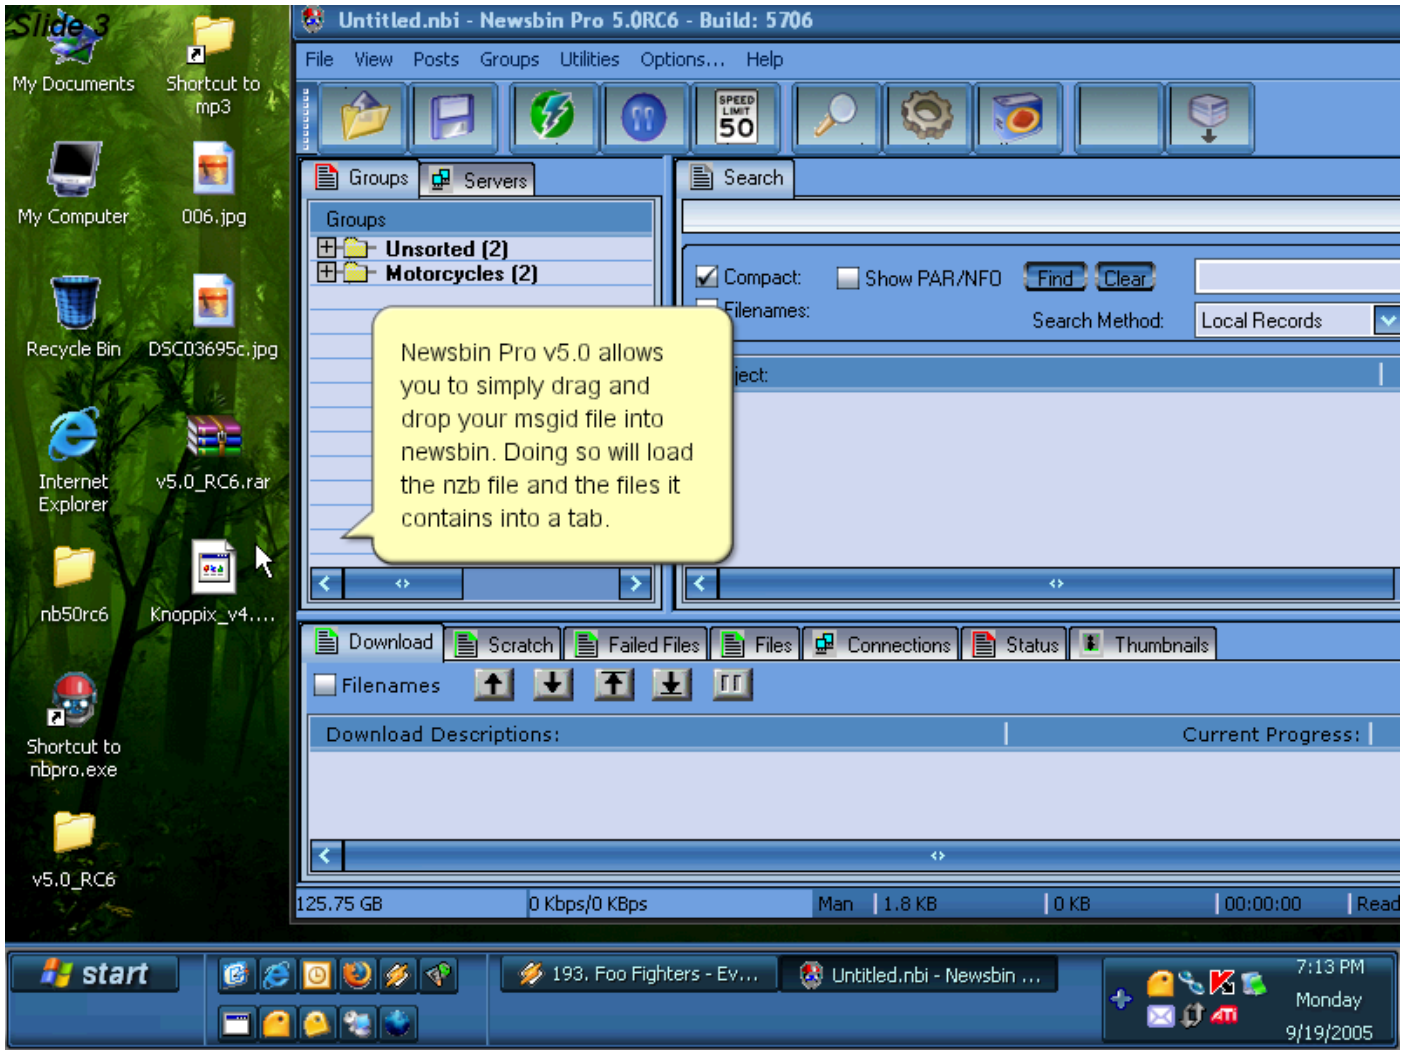 Slide 3
My Documents
Shortcut to
mp3
My Computer
006.jpg
Recycle Bin
DSC03695c.jpg
Internet
Explorer
v5.0_RC6.rar
nb50rc6
Knoppix_v4....
Shortcut to
nbpro.exe
v5.0_RC6
Untitled.nbi - Newsbin Pro 5.0RC6 - Build: 5706
File View Posts Groups Utilities Options... Help
SPEED
LIMIT
50
Groups Servers
Groups
Unsorted (2)
Motorcycles (2)
Search
Compact: Show PAR/NFO Find Clear
Filenames:
Search Method: Local Records
ject:
Newsbin Pro v5.0 allows
you to simply drag and
drop your msgid file into
newsbin. Doing so will load
the nzb file and the files it
contains into a tab.
Download Scratch Failed Files Files Connections Status Thumbnails
Filenames
Download Descriptions: Current Progress:
125.75 GB 0 Kbps/0 KBps Man 1.8 KB 0 KB 00:00:00 Read
start 193. Foo Fighters - Ev... Untitled.nbi - Newsbin ...
ATI
7:13 PM
Monday
9/19/2005